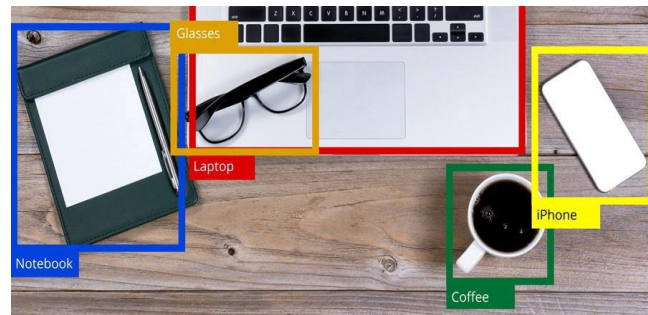 Z X C V B N M
Glasses
Laptop
iPhone
Notebook
Coffee